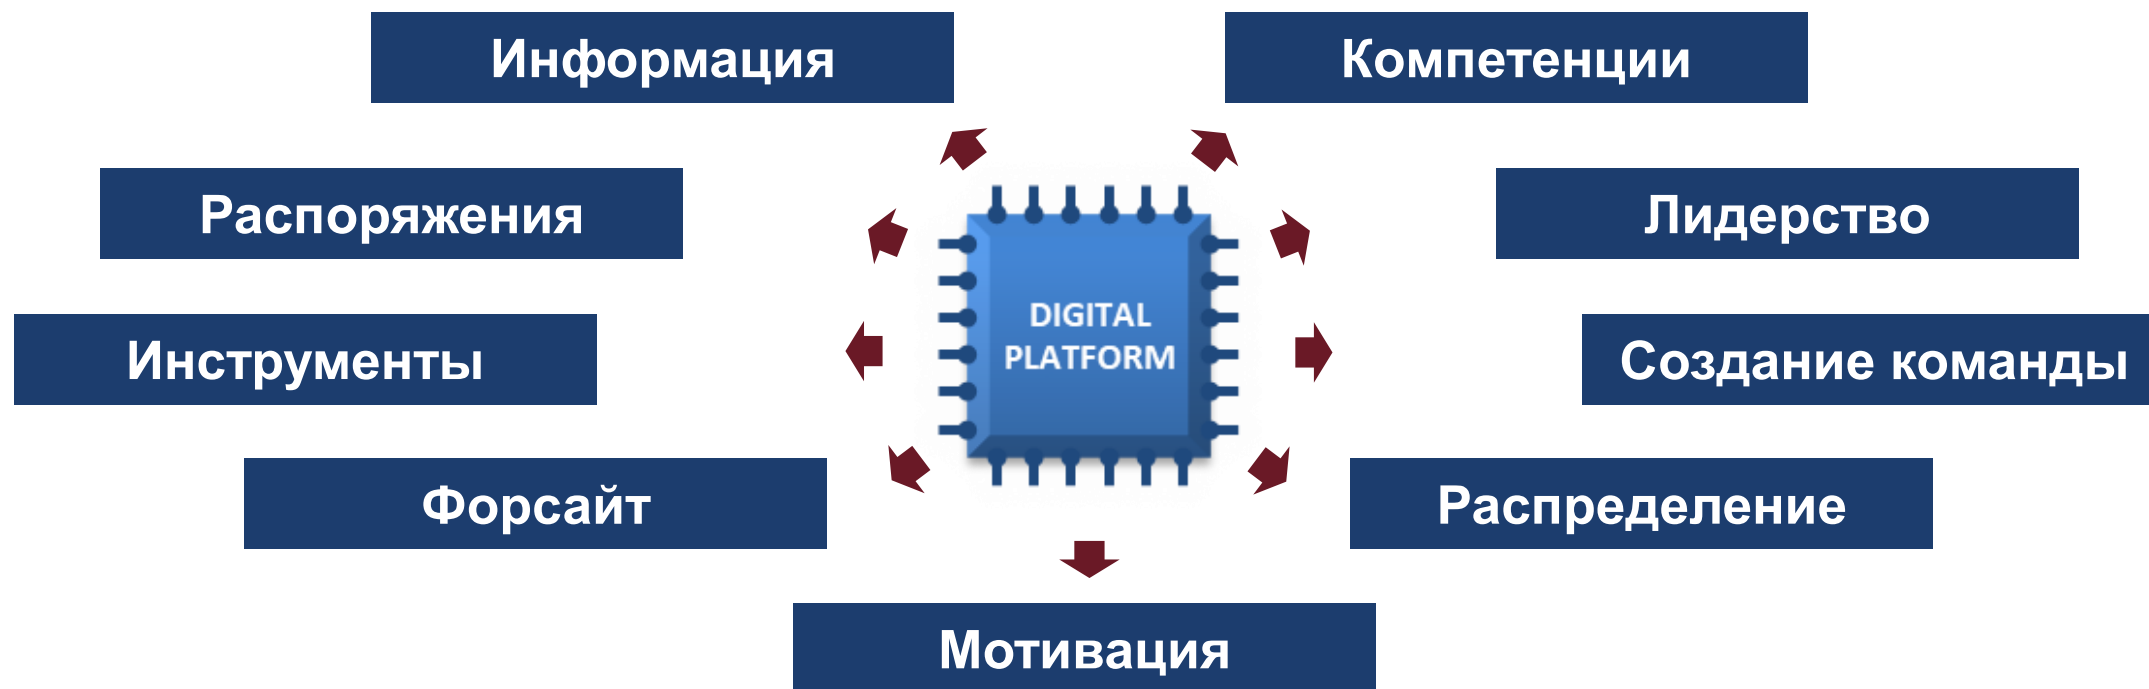 Информация
Компетенции
Распоряжения
Лидерство
Инструменты
DIGITAL
PLATFORM
Создание команды
Форсайт
Распределение
Мотивация